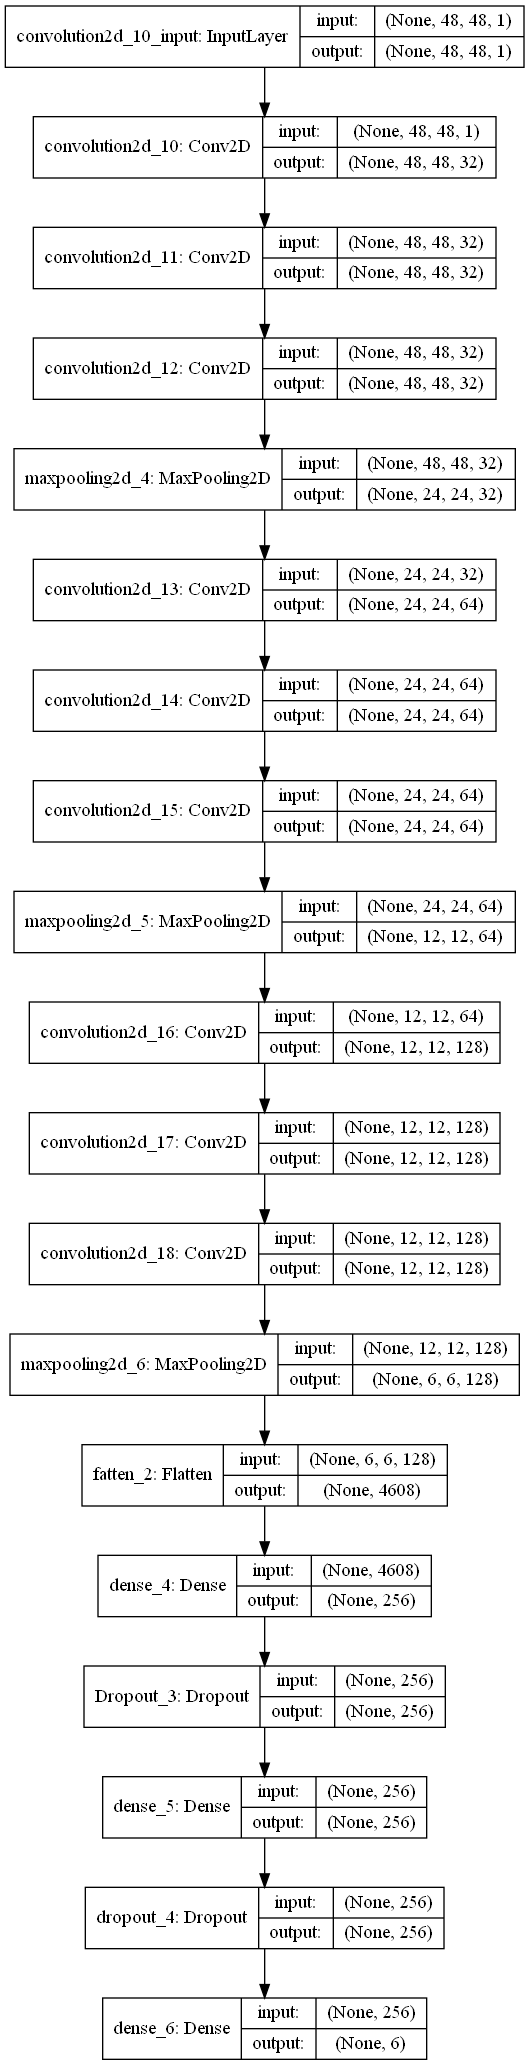 convolution2d_10_input: InputLayer input: (None, 48, 48, 1)
output: (None, 48, 48, 1)
convolution2d_10: Conv2D input: (None, 48, 48, 1)
output: (None, 48, 48, 32)
convolution2d_11: Conv2D input: (None, 48, 48, 32)
output: (None, 48, 48, 32)
convolution2d_12: Conv2D input: (None, 48, 48, 32)
output: (None, 48, 48, 32)
maxpooling2d_4: MaxPooling2D input: (None, 48, 48, 32)
output: (None, 24, 24, 32)
convolution2d_13: Conv2D input: (None, 24, 24, 32)
output: (None, 24, 24, 64)
convolution2d_14: Conv2D input: (None, 24, 24, 64)
output: (None, 24, 24, 64)
convolution2d_15: Conv2D input: (None, 24, 24, 64)
output: (None, 24, 24, 64)
maxpooling2d_5: MaxPooling2D input: (None, 24, 24, 64)
output: (None, 12, 12, 64)
convolution2d_16: Conv2D input: (None, 12, 12, 64)
output: (None, 12, 12, 128)
convolution2d_17: Conv2D input: (None, 12, 12, 128)
output: (None, 12, 12, 128)
convolution2d_18: Conv2D input: (None, 12, 12, 128)
output: (None, 12, 12, 128)
maxpooling2d_6: MaxPooling2D input: (None, 12, 12, 128)
output: (None, 6, 6, 128)
fatten_2: Flatten input: (None, 6, 6, 128)
output: (None, 4608)
dense_4: Dense input: (None, 4608)
output: (None, 256)
Dropout_3: Dropout input: (None, 256)
output: (None, 256)
dense_5: Dense input: (None, 256)
output: (None, 256)
dropout_4: Dropout input: (None, 256)
output: (None, 256)
dense_6: Dense input: (None, 256)
output: (None, 6)